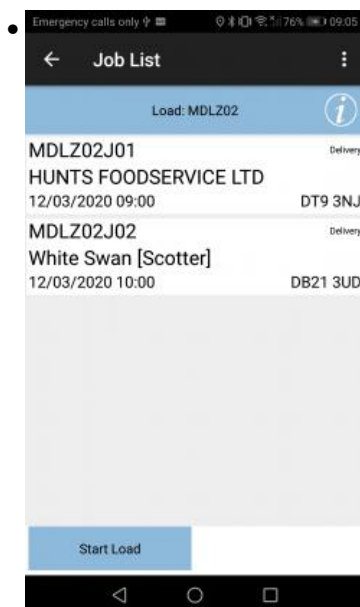 Emergency calls only 76% 09:05
Job List
Load: MDLZ02 i
MDLZ02J01 Delivery
HUNTS FOODSERVICE LTD
12/03/2020 09:00 DT9 3NJ
MDLZ02J02 Delivery
White Swan [Scotter]
12/03/2020 10:00 DB21 3UD
Start Load